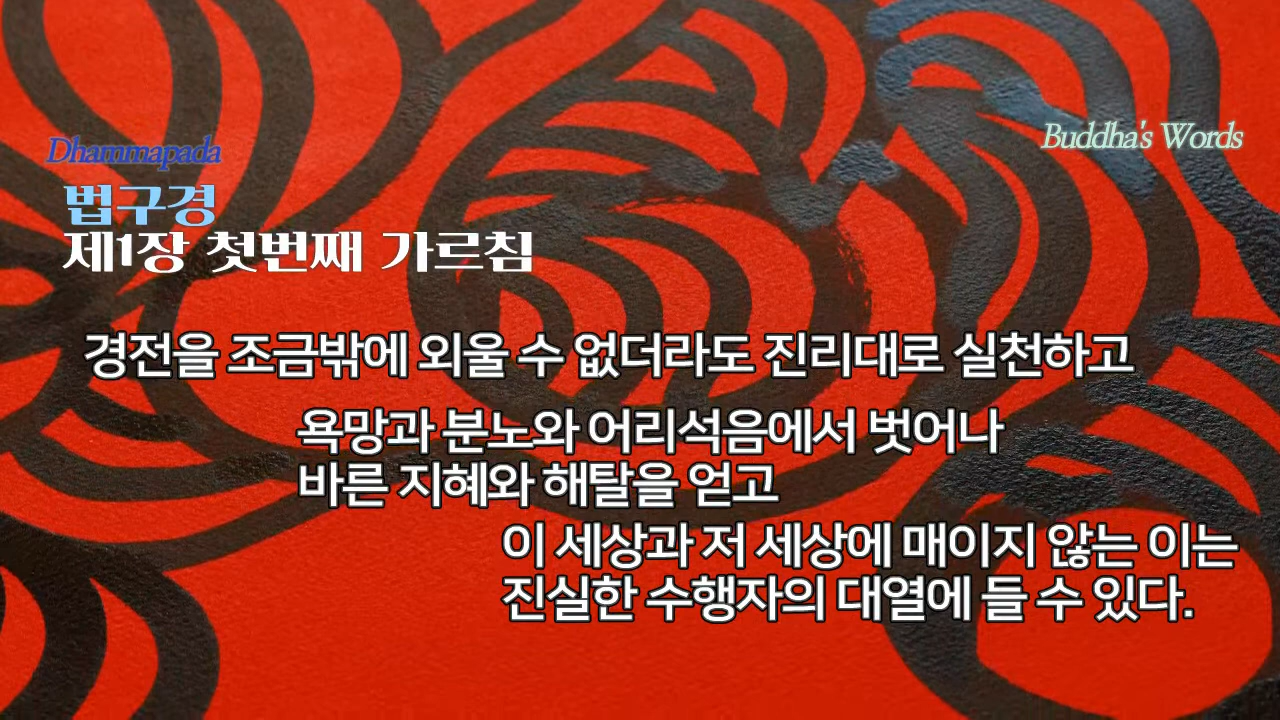 Dhammapada
Buddha's Words
법구경
제1장 첫번째 가르침
경전을 조금밖에 외울 수 없더라도 진리대로 실천하고
욕망과 분노와 어리석음에서 벗어나
바른 지혜와 해탈을 얻고
이 세상과 저 세상에 매이지 않는 이는
진실한 수행자의 대열에 들 수 있다.